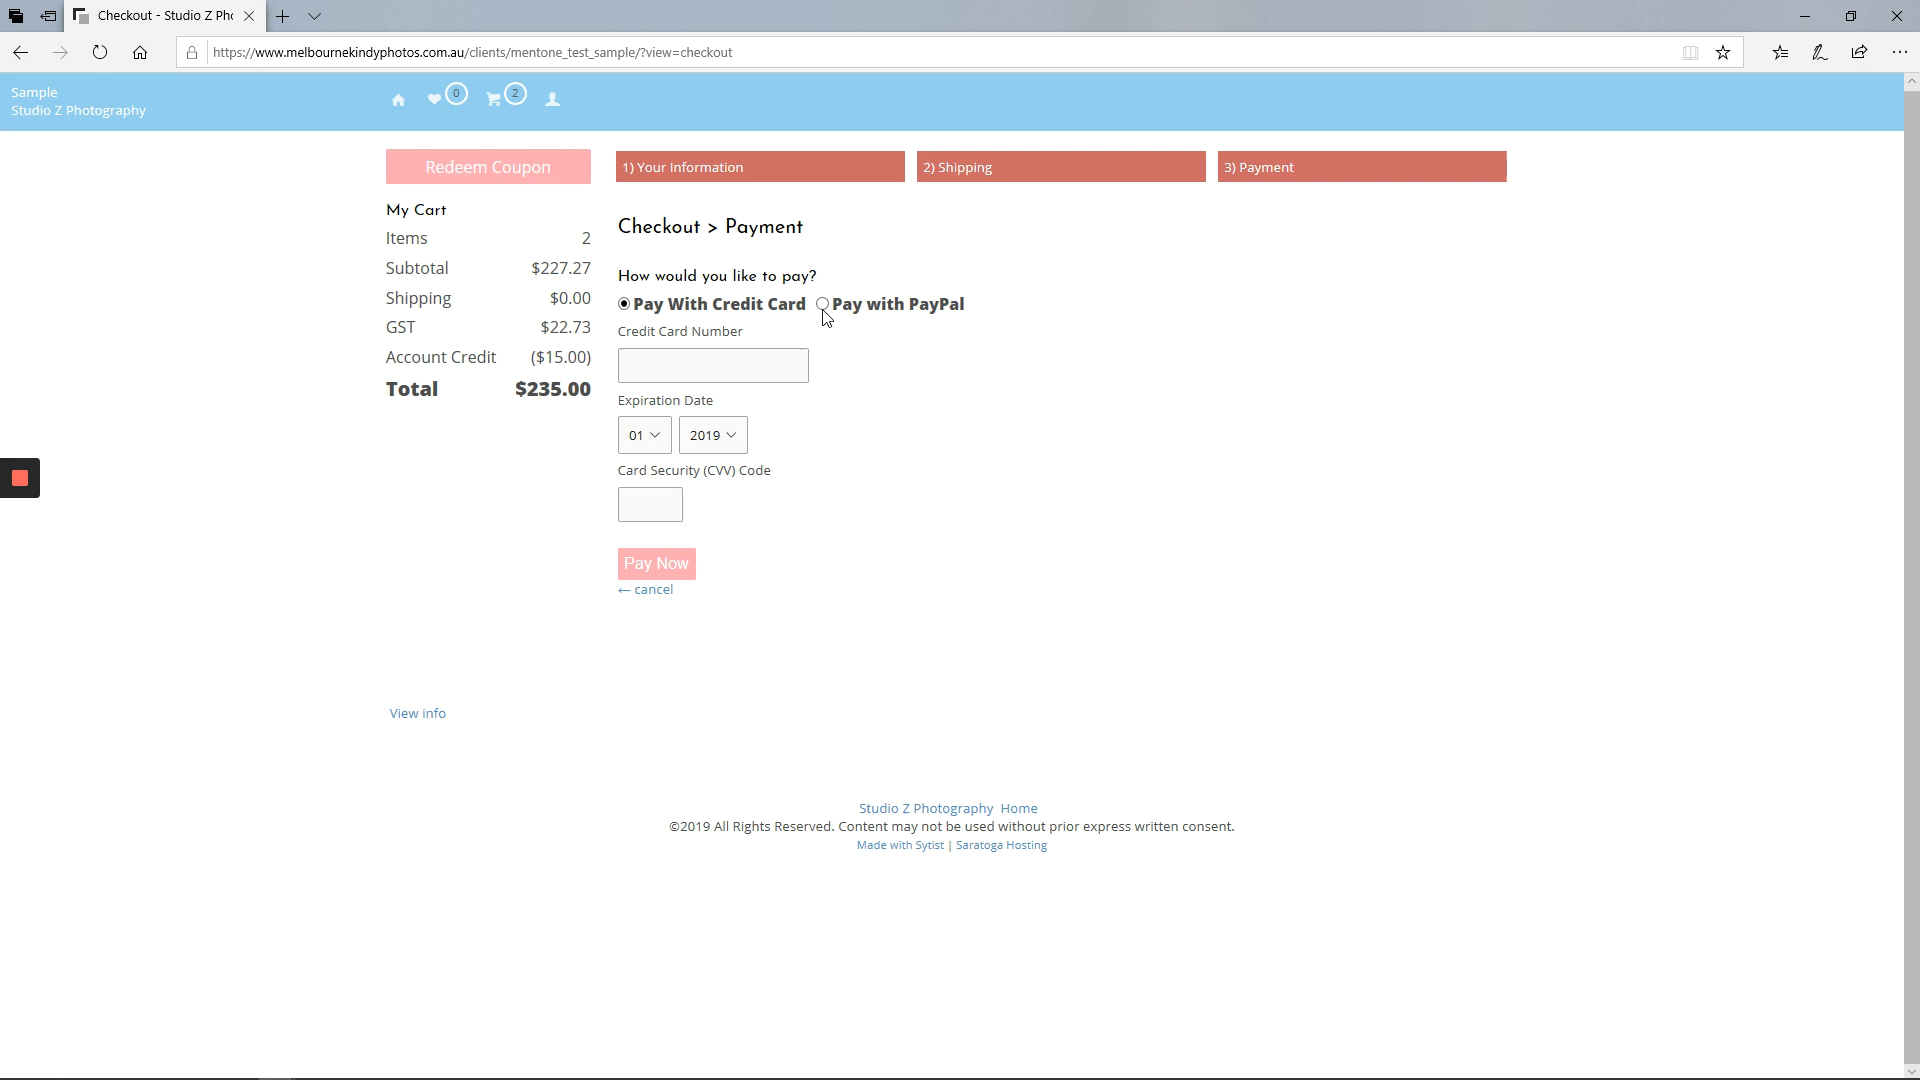 Checkout - Studio Z Pho
https://www.melbournekindyphotos.com.au/clients/mentone_test_sample/?view=checkout
Sample
Studio Z Photography
0
2
Redeem Coupon
1) Your Information
2) Shipping
3) Payment
My Cart
Items 2
Subtotal $227.27
Shipping $0.00
GST $22.73
Account Credit ($15.00)
Total $235.00
Checkout > Payment
How would you like to pay?
Pay With Credit Card Pay with PayPal
Credit Card Number
Expiration Date
01 2019
Card Security (CVV) Code
Pay Now
← cancel
View info
Studio Z Photography Home
©2019 All Rights Reserved. Content may not be used without prior express written consent.
Made with Sytist | Saratoga Hosting